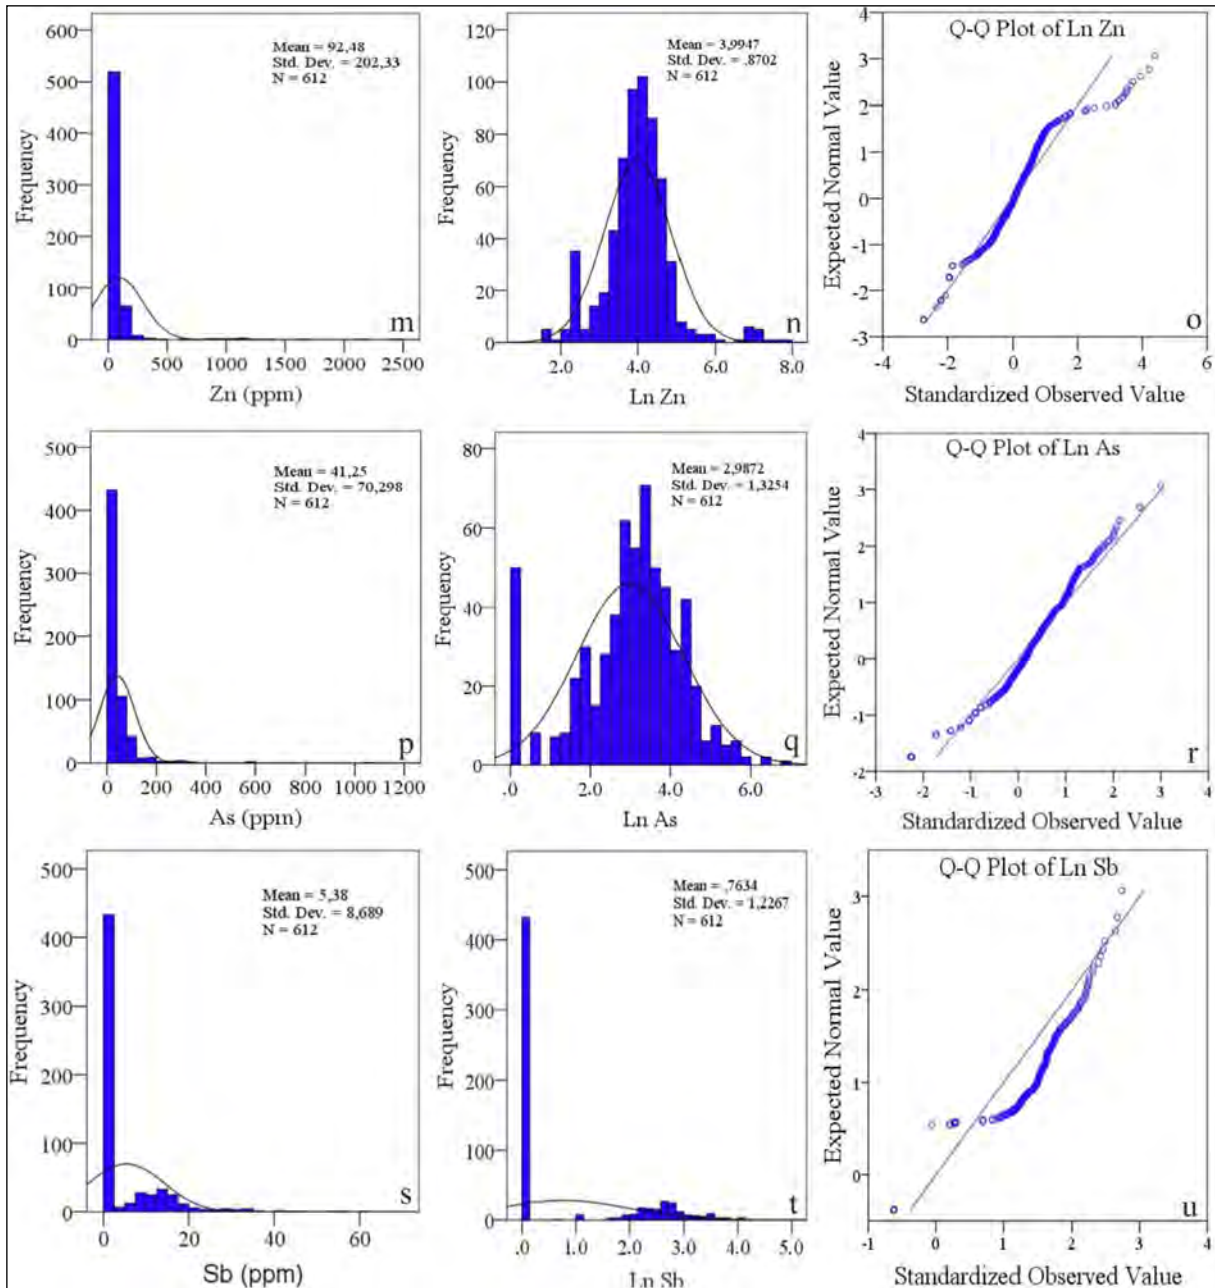 600
500
400
300
200
100
0
Frequency
Mean = 92,48
Std. Dev. = 202,33
N = 612
m
0 500 1000 1500 2000 2500
Zn (ppm)
120
100
80
60
40
20
0
Frequency
Mean = 3,9947
Std. Dev. = .8702
N = 612
n
2.0 4.0 6.0 8.0
Ln Zn
Q-Q Plot of Ln Zn
4
3
2
1
0
-1
-2
-3
Expected Normal Value
o
-4 -2 0 2 4 6
Standardized Observed Value
500
400
300
200
100
0
Frequency
Mean = 41,25
Std. Dev. = 70,298
N = 612
p
0 200 400 600 800 1000 1200
As (ppm)
80
60
40
20
0
Frequency
Mean = 2,9872
Std. Dev. = 1,3254
N = 612
q
.0 2.0 4.0 6.0
Ln As
Q-Q Plot of Ln As
4
3
2
1
0
-1
-2
Expected Normal Value
r
-3 -2 -1 0 1 2 3 4
Standardized Observed Value
500
400
300
200
100
0
Frequency
Mean = 5,38
Std. Dev. = 8,689
N = 612
s
0 20 40 60
Sb (ppm)
500
400
300
200
100
0
Frequency
Mean = ,7634
Std. Dev. = 1,2267
N = 612
t
.0 1.0 2.0 3.0 4.0 5.0
Ln Sb
Q-Q Plot of Ln Sb
3
2
1
0
Expected Normal Value
u
-1 0 1 2 3 4
Standardized Observed Value